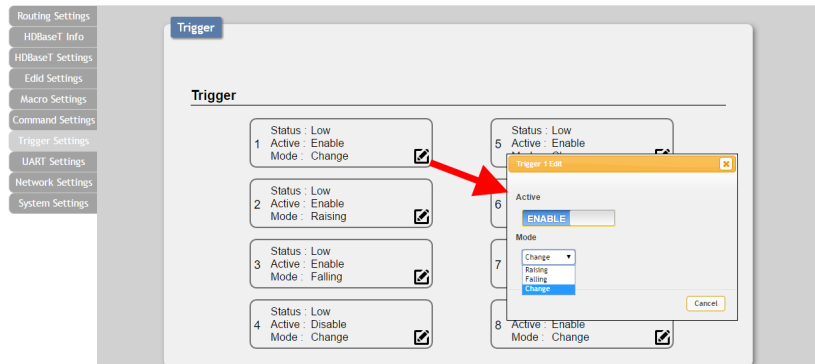 Routing Settings
HDBaseT Info
HDBaseT Settings
Edid Settings
Macro Settings
Command Settings
Trigger Settings
UART Settings
Network Settings
System Settings
Trigger
Trigger
1
Status : Low
Active : Enable
Mode : Change
2
Status : Low
Active : Enable
Mode : Raising
3
Status : Low
Active : Enable
Mode : Falling
4
Status : Low
Active : Disable
Mode : Change
5
Status : Low
Active : Enable
6
7
8
Active : Enable
Mode : Change
Trigger 1 Edit
Active
ENABLE
Mode
Change
Raising
Falling
Change
Cancel